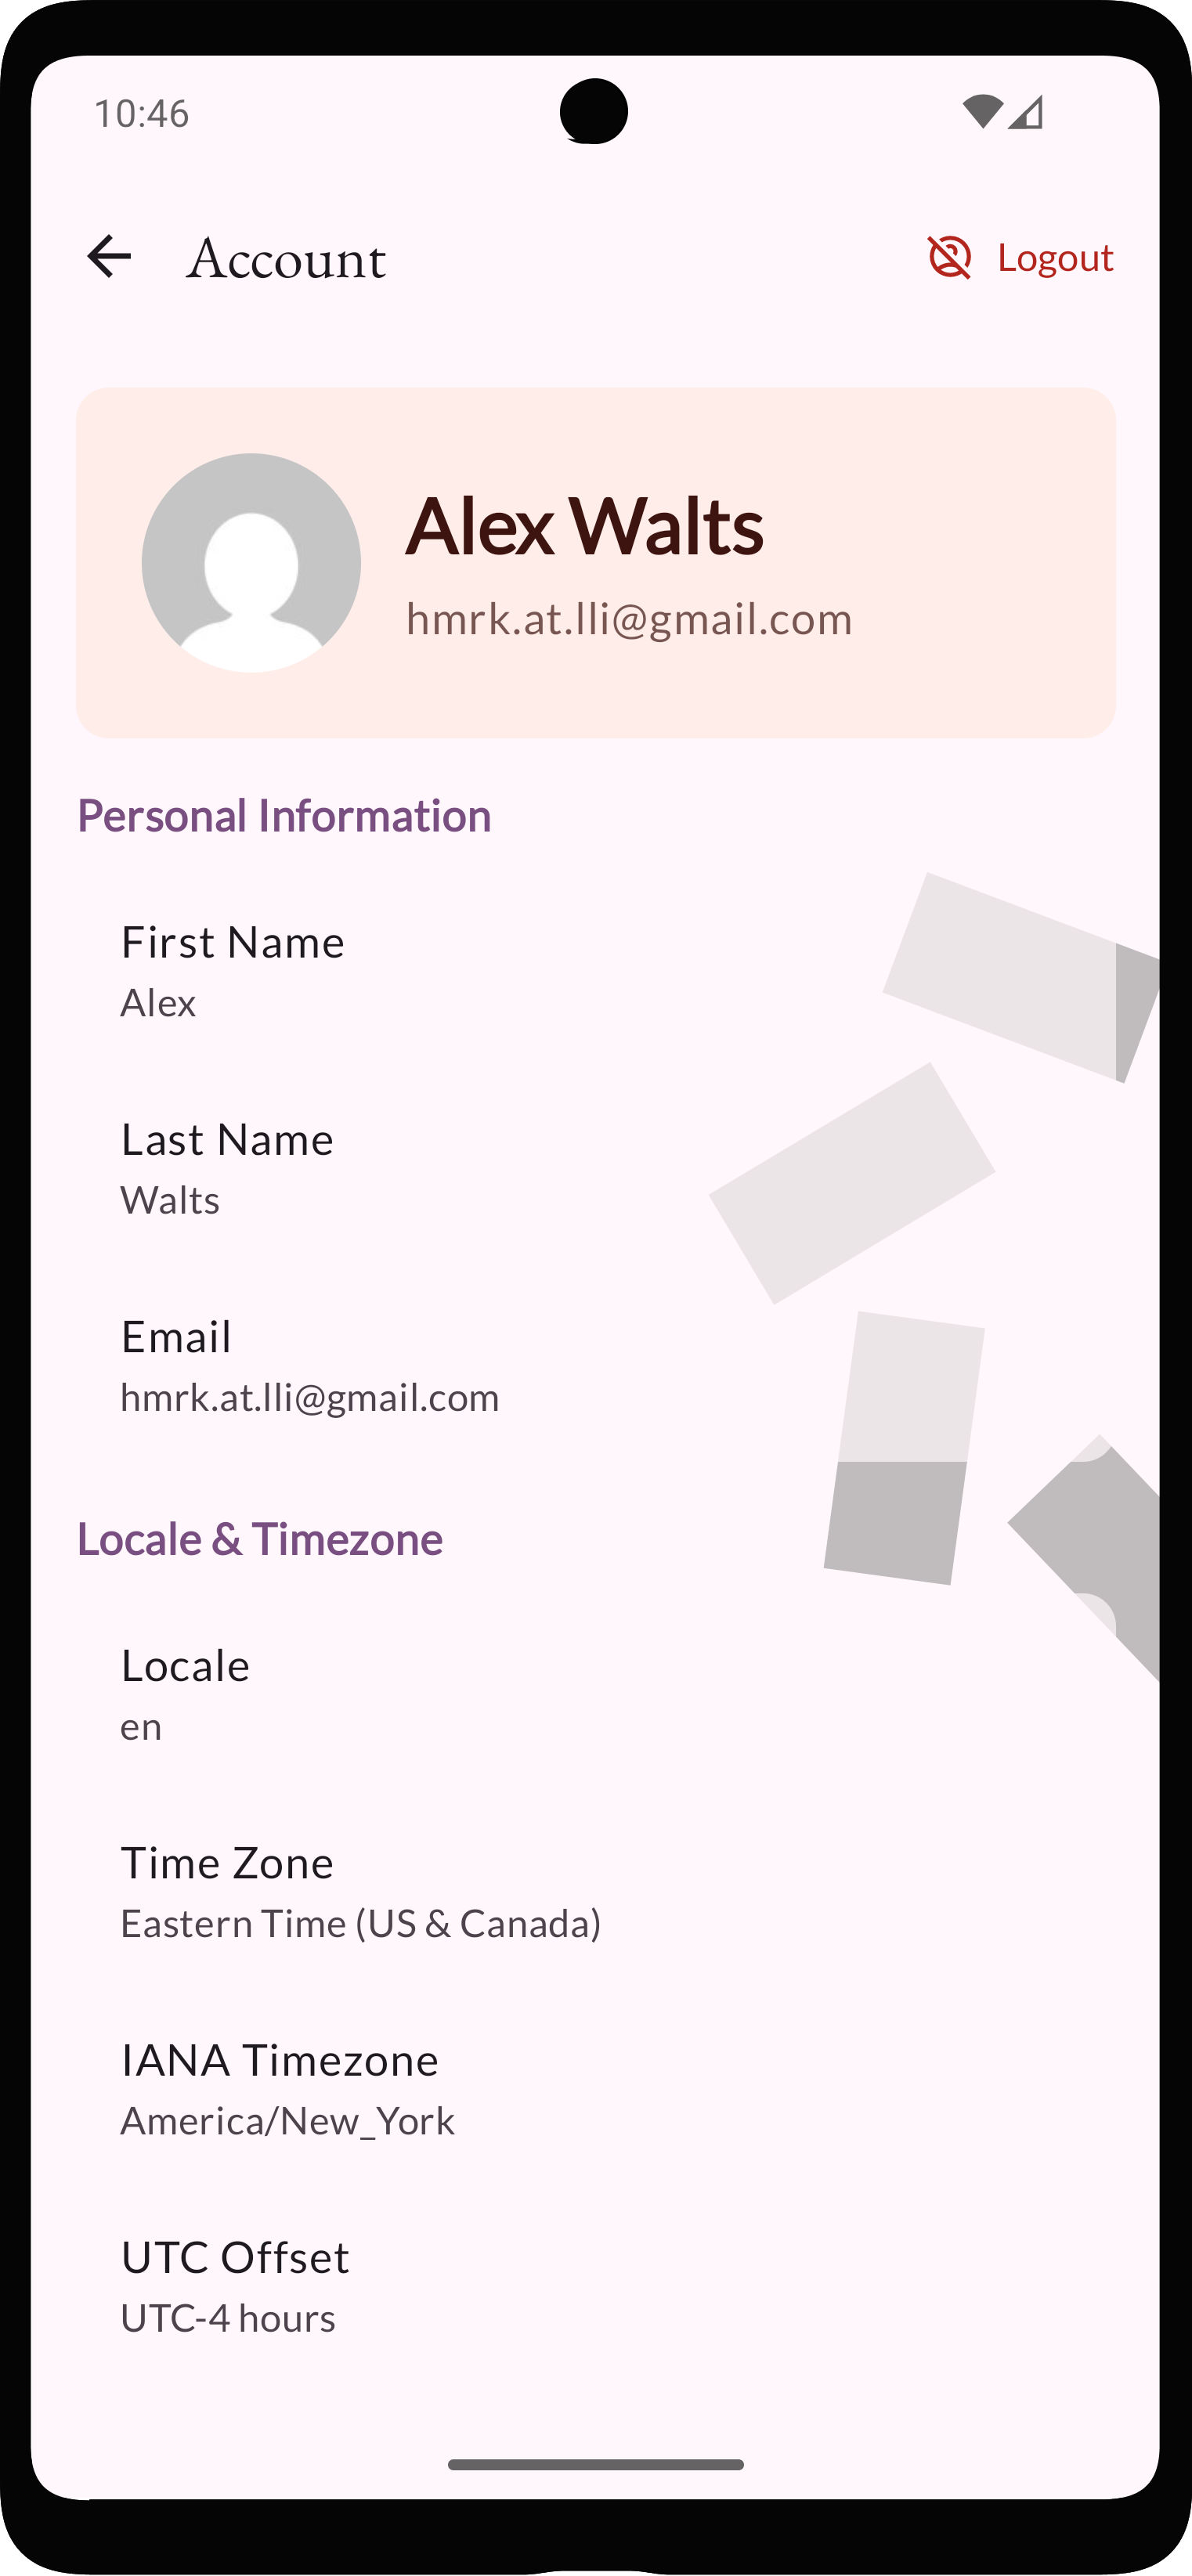 10:46
Account
Logout
Alex Walts
hmrk.at.lli@gmail.com
Personal Information
First Name
Alex
Last Name
Walts
Email
hmrk.at.lli@gmail.com
Locale & Timezone
Locale
en
Time Zone
Eastern Time (US & Canada)
IANA Timezone
America/New_York
UTC Offset
UTC-4 hours